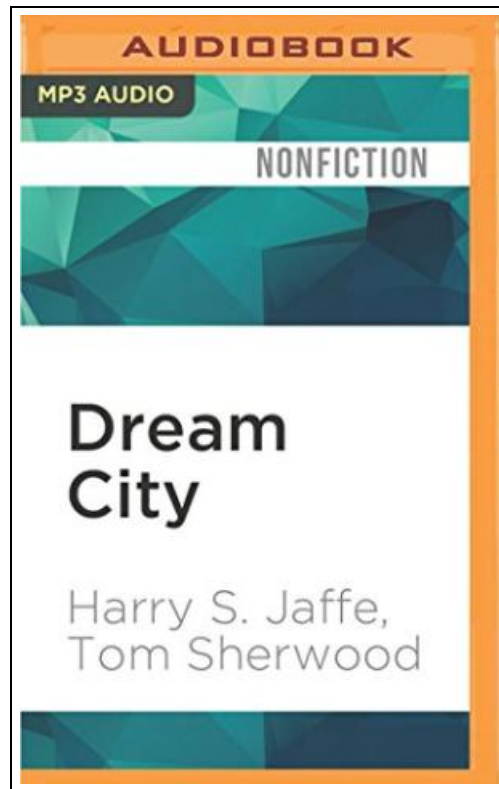 AUDIOBOOK
MP3 AUDIO
NONFICTION
Dream
City
Harry S. Jaffe,
Tom Sherwood